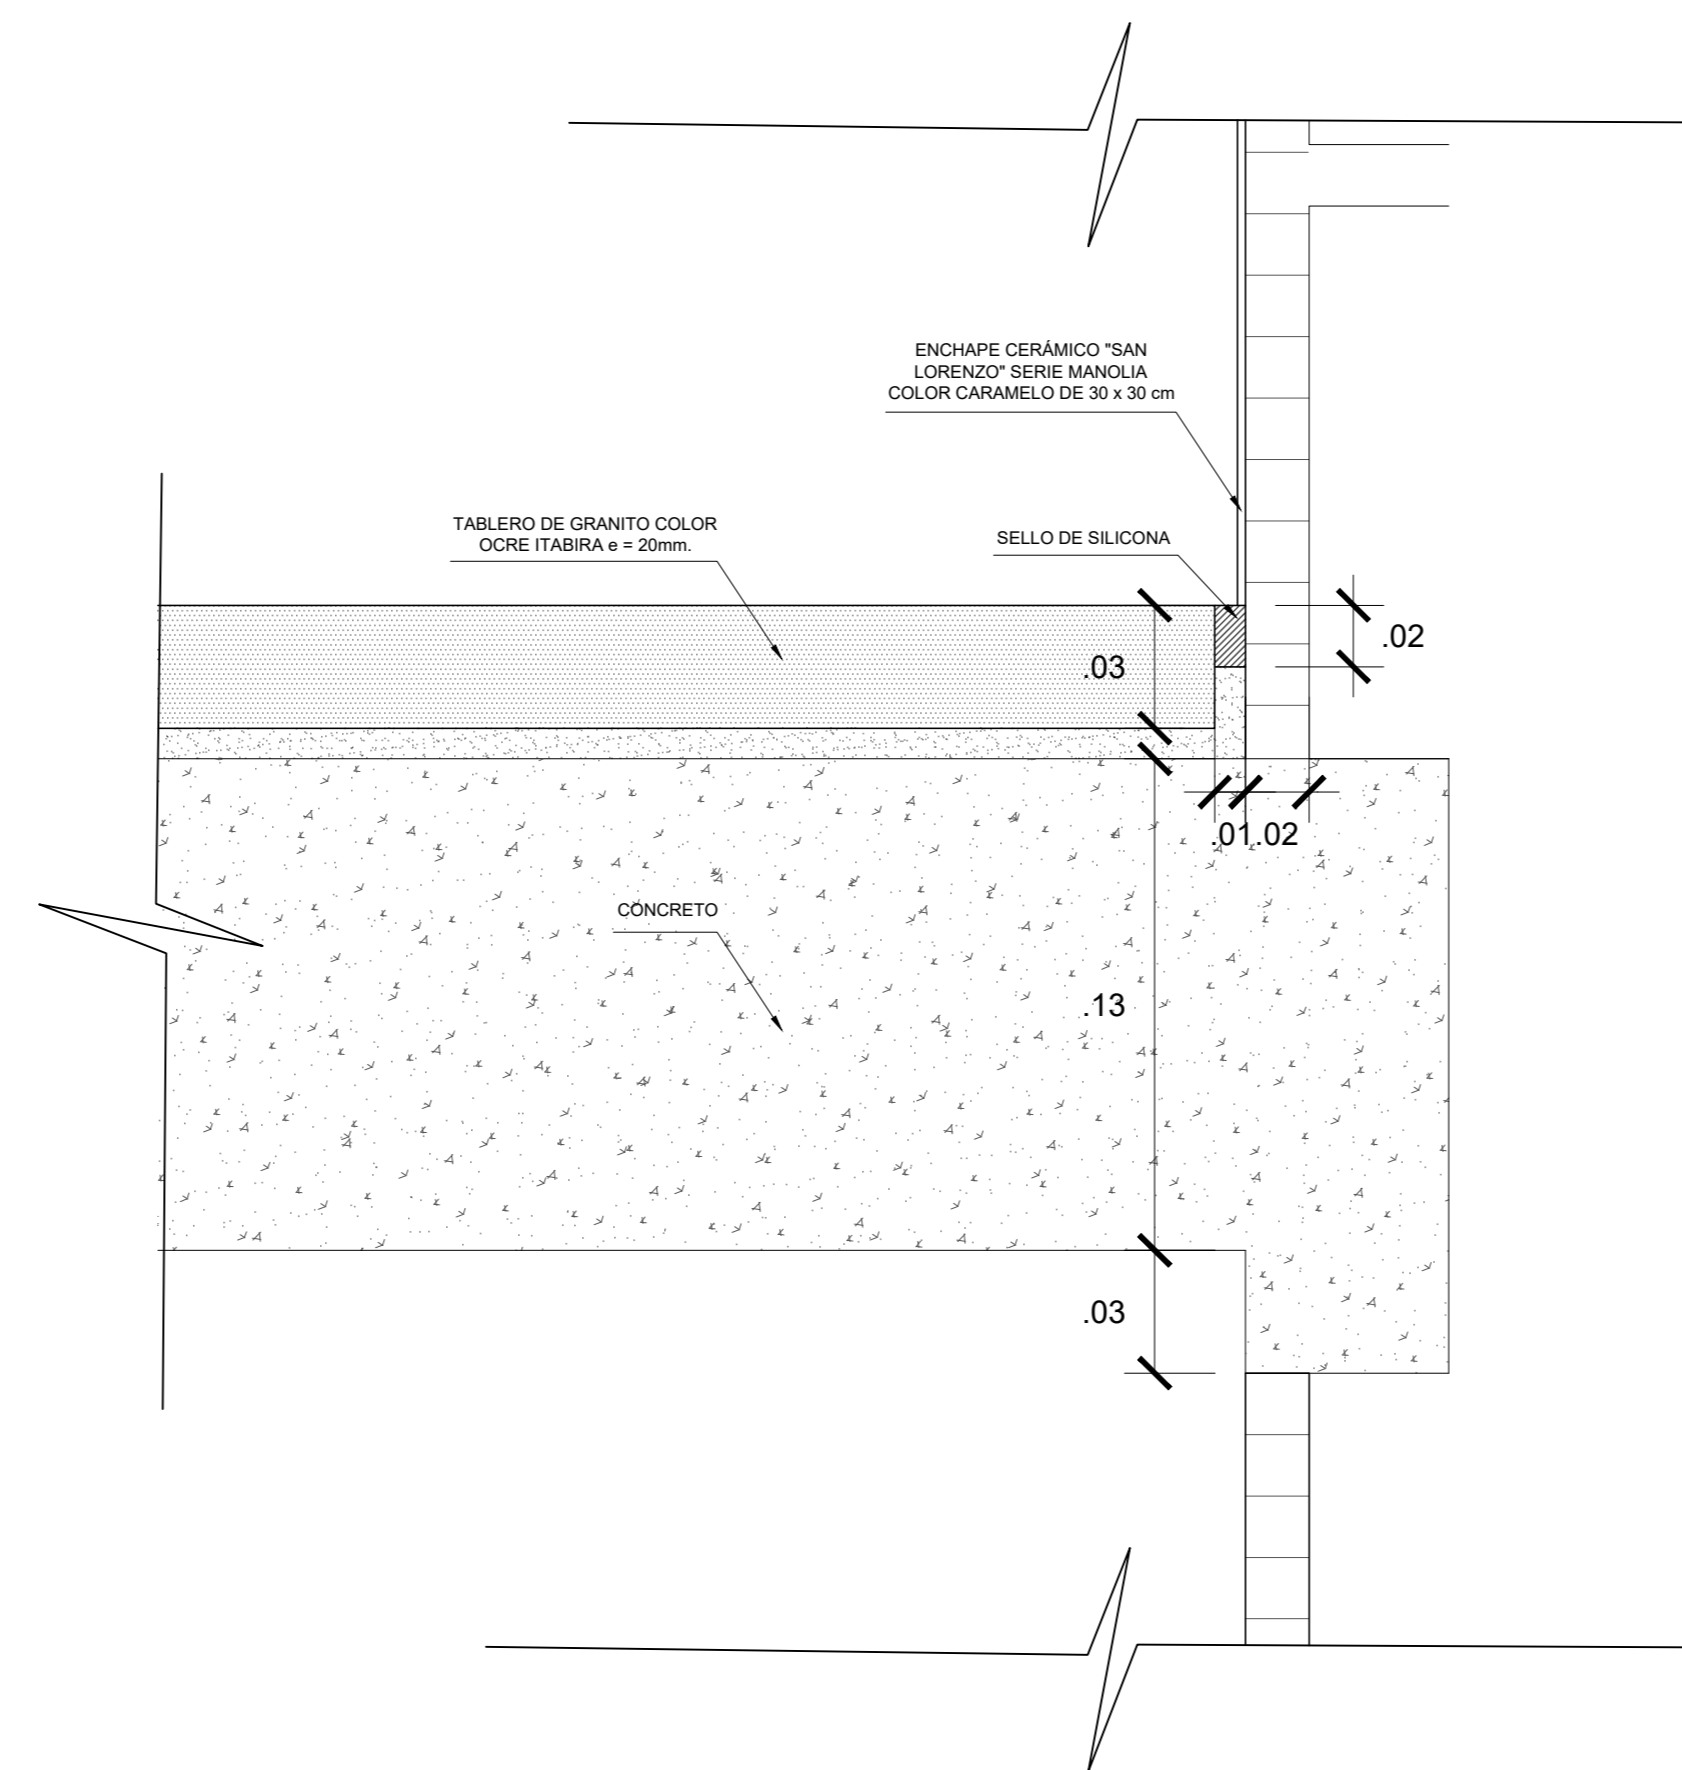 ENCHAPE CERÁMICO "SAN
LORENZO" SERIE MANOLIA
COLOR CARAMELO DE 30 x 30 cm
TABLERO DE GRANITO COLOR
OCRE ITABIRA e = 20mm.
SELLO DE SILICONA
.02
.03
.01.02
CONCRETO
.13
.03